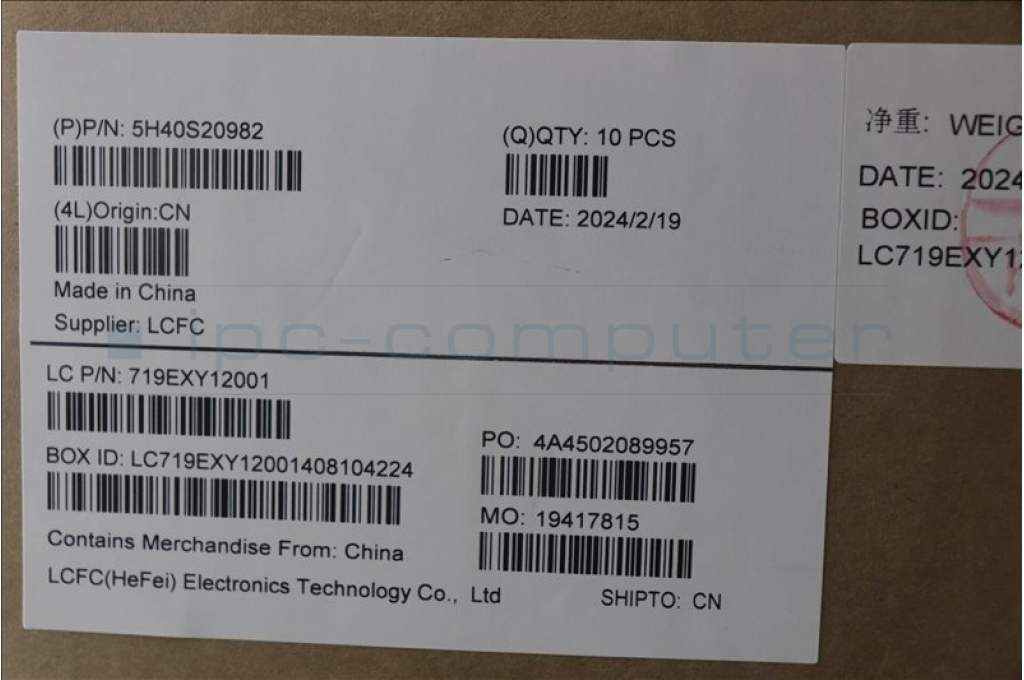 (P)P/N: 5H40S20982
(Q)QTY: 10 PCS
(4L)Origin:CN
DATE: 2024/2/19
Made in China
Supplier: LCFC
LC P/N: 719EXY12001
BOX ID: LC719EXY12001408104224
PO: 4A4502089957
MO: 19417815
Contains Merchandise From: China
LCFC(HeFei) Electronics Technology Co., Ltd
SHIPTO: CN
净重: WEIG
DATE: 2024
BOXID:
LC719EXY12
ipc-computer